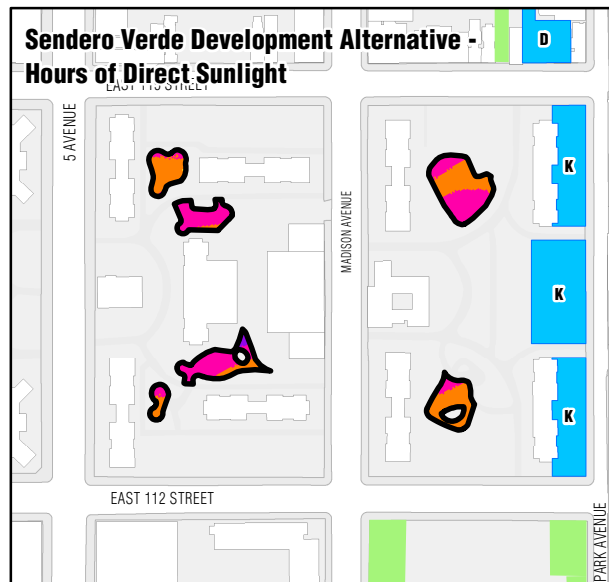 Sendero Verde Development Alternative -
Hours of Direct Sunlight
D
EAST 115 STREET
5 AVENUE
K
MADISON AVENUE
K
K
EAST 112 STREET
PARK AVENUE